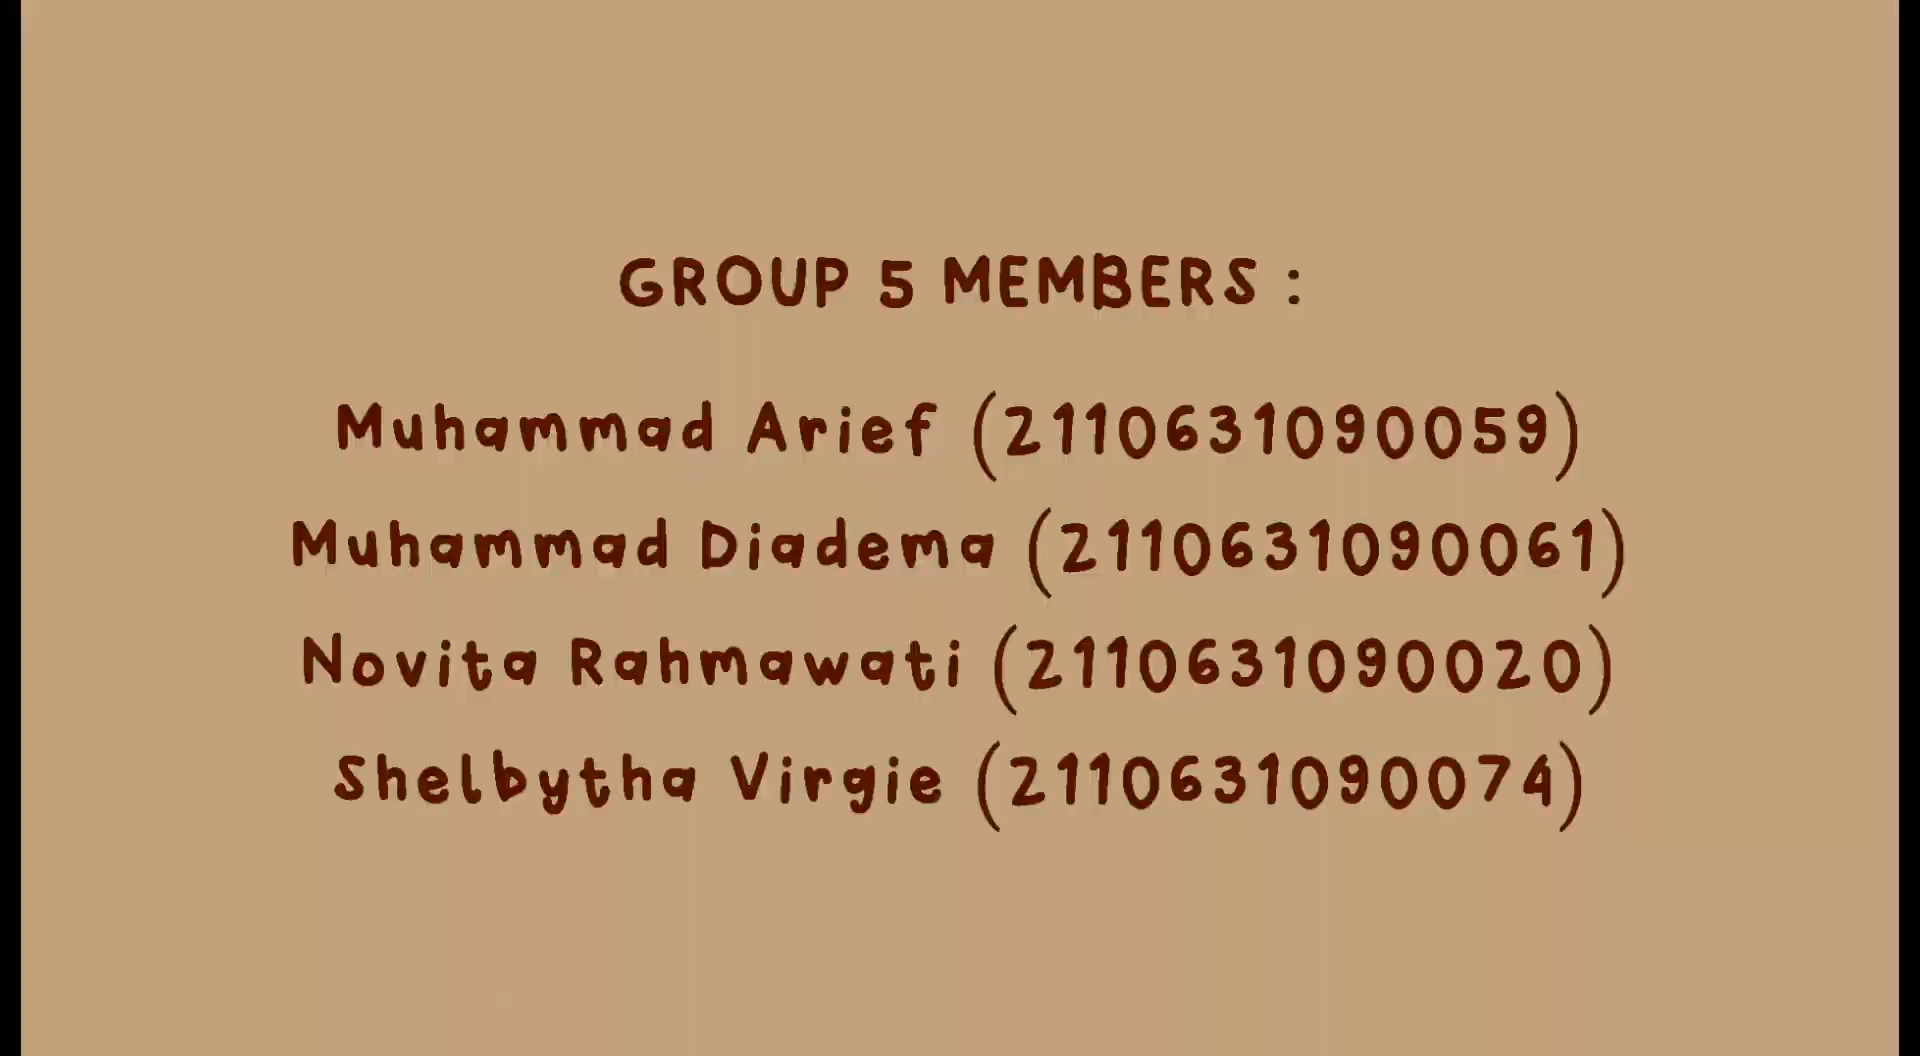 GROUP 5 MEMBERS :
Muhammad Arief (2110631090059)
Muhammad Diadema (2110631090061)
Novita Rahmawati (2110631090020)
Shelbytha Virgie (2110631090074)